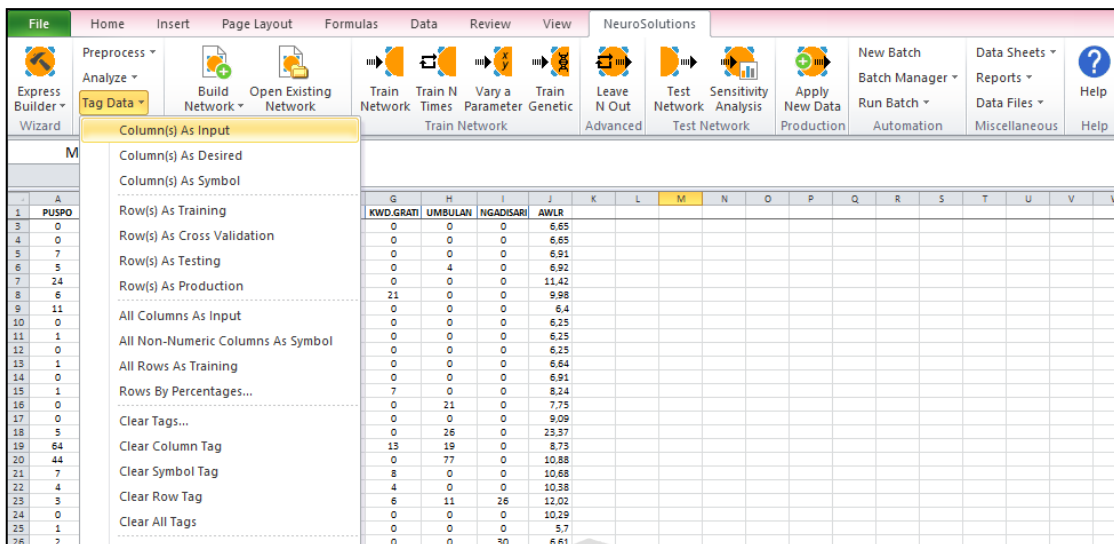 File Home Insert Page Layout Formulas Data Review View NeuroSolutions
Preprocess
Analyze
Tag Data
Express Builder
Build Network
Open Existing Network
Train Network
Train N Times
Vary a Parameter
Train Genetic
Leave N Out
Test Network
Sensitivity Analysis
Apply New Data
New Batch
Batch Manager
Run Batch
Data Sheets
Reports
Data Files
Help
Wizard Train Network Advanced Test Network Production Automation Miscellaneous Help
M
Column(s) As Input
Column(s) As Desired
Column(s) As Symbol
Row(s) As Training
Row(s) As Cross Validation
Row(s) As Testing
Row(s) As Production
All Columns As Input
All Non-Numeric Columns As Symbol
All Rows As Training
Rows By Percentages...
Clear Tags...
Clear Column Tag
Clear Symbol Tag
Clear Row Tag
Clear All Tags
A G H I J K L M N O P Q R S T U V
1 PUSPO KWD.GRATI UMBULAN NGADISARI AWLR
3 0 0 0 0 6,65
4 0 0 0 0 6,65
5 7 0 0 0 6,91
6 5 0 4 0 6,92
7 24 0 0 0 11,42
8 6 21 0 0 9,98
9 11 0 0 0 6,4
10 0 0 0 0 6,25
11 1 0 0 0 6,25
12 0 0 0 0 6,25
13 1 0 0 0 6,64
14 0 0 0 0 6,91
15 1 7 0 0 8,24
16 0 0 21 0 7,75
17 0 0 0 0 9,09
18 5 0 26 0 23,37
19 64 13 19 0 8,73
20 44 0 77 0 10,88
21 7 8 0 0 10,68
22 4 4 0 0 10,38
23 3 6 11 26 12,02
24 0 0 0 0 10,29
25 1 0 0 0 5,7
26 2 0 0 30 6,61